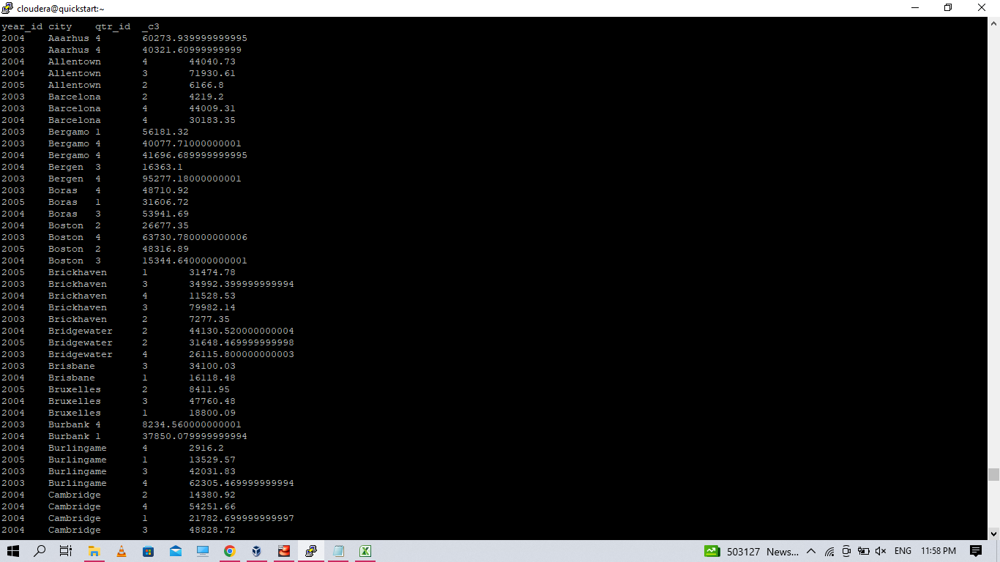 cloudera@quickstart:~
year_id city qtr_id _c3
2004 Aaarhus 4 60273.939999999995
2003 Aaarhus 4 40321.60999999999
2004 Allentown 4 44040.73
2004 Allentown 3 71930.61
2005 Allentown 2 6166.8
2003 Barcelona 2 4219.2
2003 Barcelona 4 44009.31
2004 Barcelona 4 30183.35
2003 Bergamo 1 56181.32
2003 Bergamo 4 40077.71000000001
2004 Bergamo 4 41696.689999999995
2004 Bergen 3 16363.1
2003 Bergen 4 95277.18000000001
2003 Boras 4 48710.92
2005 Boras 1 31606.72
2004 Boras 3 53941.69
2004 Boston 2 26677.35
2003 Boston 4 63730.780000000006
2005 Boston 2 48316.89
2004 Boston 3 15344.640000000001
2005 Brickhaven 1 31474.78
2003 Brickhaven 3 34992.399999999994
2004 Brickhaven 4 11528.53
2004 Brickhaven 3 79982.14
2003 Brickhaven 2 7277.35
2004 Bridgewater 2 44130.520000000004
2005 Bridgewater 2 31648.469999999998
2003 Bridgewater 4 26115.800000000003
2003 Brisbane 3 34100.03
2004 Brisbane 1 16118.48
2005 Bruxelles 2 8411.95
2004 Bruxelles 3 47760.48
2004 Bruxelles 1 18800.09
2003 Burbank 4 8234.560000000001
2004 Burbank 1 37850.079999999994
2004 Burlingame 4 2916.2
2005 Burlingame 1 13529.57
2003 Burlingame 3 42031.83
2003 Burlingame 4 62305.469999999994
2004 Cambridge 2 14380.92
2004 Cambridge 4 54251.66
2004 Cambridge 1 21782.699999999997
2004 Cambridge 3 48828.72
503127 News... ENG 11:58 PM